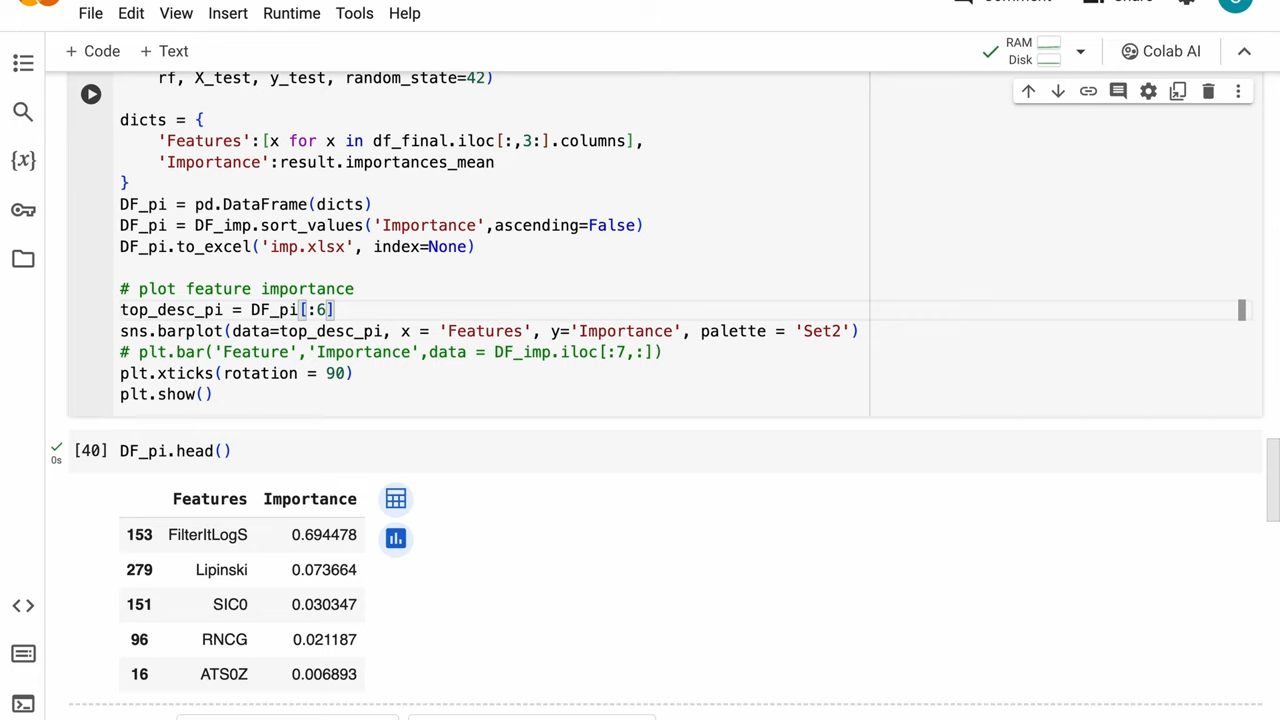 File Edit View Insert Runtime Tools Help
+ Code + Text
RAM
Disk
Colab AI
rf, X_test, y_test, random_state=42)
dicts = {
'Features':[x for x in df_final.iloc[:,3:].columns],
'Importance':result.importances_mean
}
DF_pi = pd.DataFrame(dicts)
DF_pi = DF_imp.sort_values('Importance',ascending=False)
DF_pi.to_excel('imp.xlsx', index=None)
# plot feature importance
top_desc_pi = DF_pi[:6]
sns.barplot(data=top_desc_pi, x = 'Features', y='Importance', palette = 'Set2')
# plt.bar('Feature','Importance',data = DF_imp.iloc[:7,:])
plt.xticks(rotation = 90)
plt.show()
0s [40] DF_pi.head()
Features Importance
153 FilterItLogS 0.694478
279 Lipinski 0.073664
151 SIC0 0.030347
96 RNCG 0.021187
16 ATS0Z 0.006893